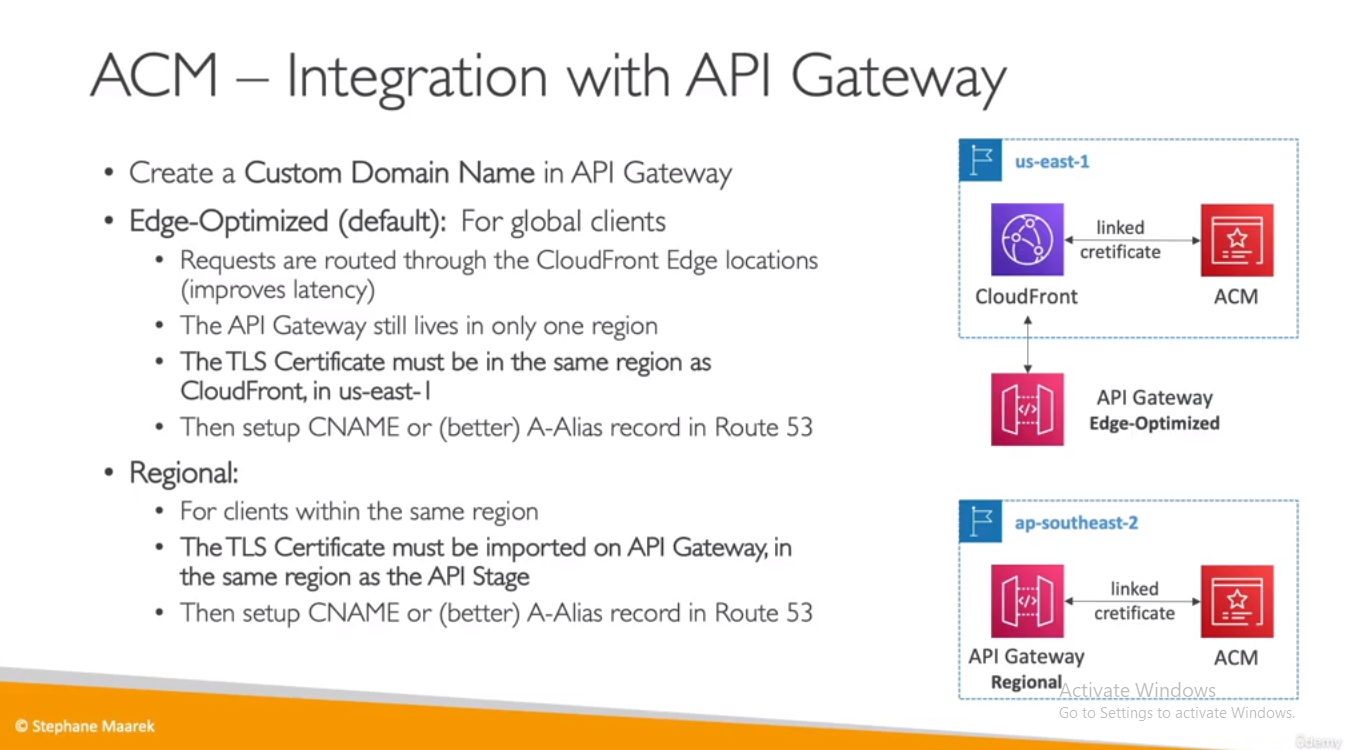 ACM – Integration with API Gateway
• Create a Custom Domain Name in API Gateway
• Edge-Optimized (default): For global clients
• Requests are routed through the CloudFront Edge locations
(improves latency)
• The API Gateway still lives in only one region
• The TLS Certificate must be in the same region as
CloudFront, in us-east-1
• Then setup CNAME or (better) A-Alias record in Route 53
• Regional:
• For clients within the same region
• The TLS Certificate must be imported on API Gateway, in
the same region as the API Stage
• Then setup CNAME or (better) A-Alias record in Route 53
us-east-1
linked
cretificate
CloudFront
ACM
API Gateway
Edge-Optimized
ap-southeast-2
linked
cretificate
API Gateway
Regional
ACM
Activate Windows
Go to Settings to activate Windows.
© Stephane Maarek
Udemy